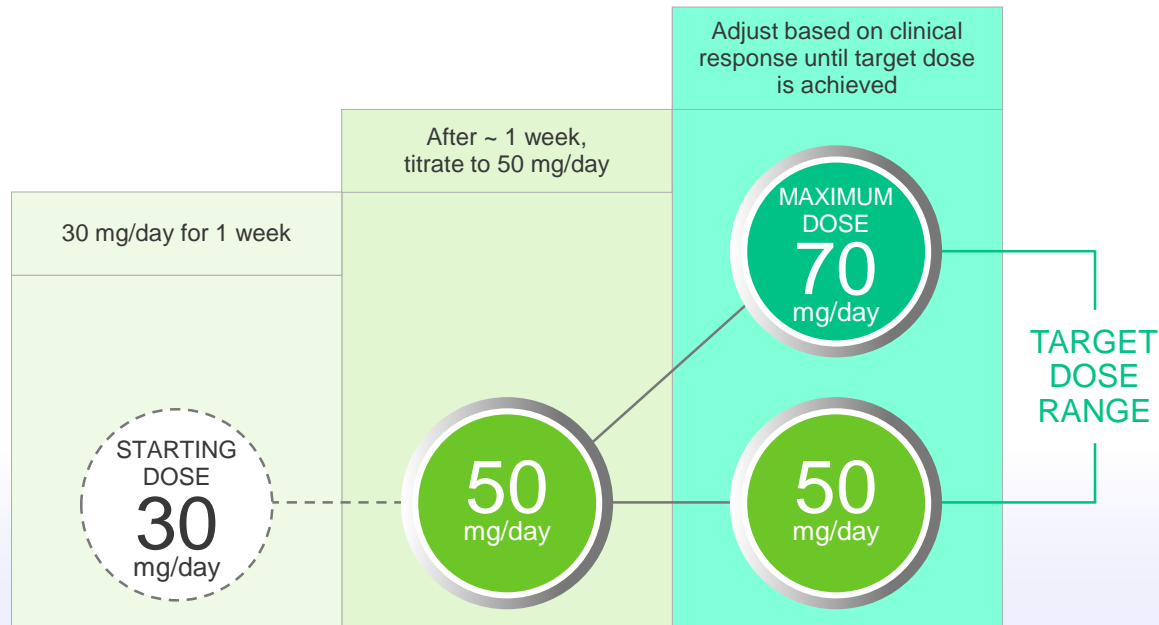 Adjust based on clinical
response until target dose
is achieved
After ~ 1 week,
titrate to 50 mg/day
30 mg/day for 1 week
MAXIMUM
DOSE
70
mg/day
TARGET
DOSE
RANGE
STARTING
DOSE
30
mg/day
50
mg/day
50
mg/day